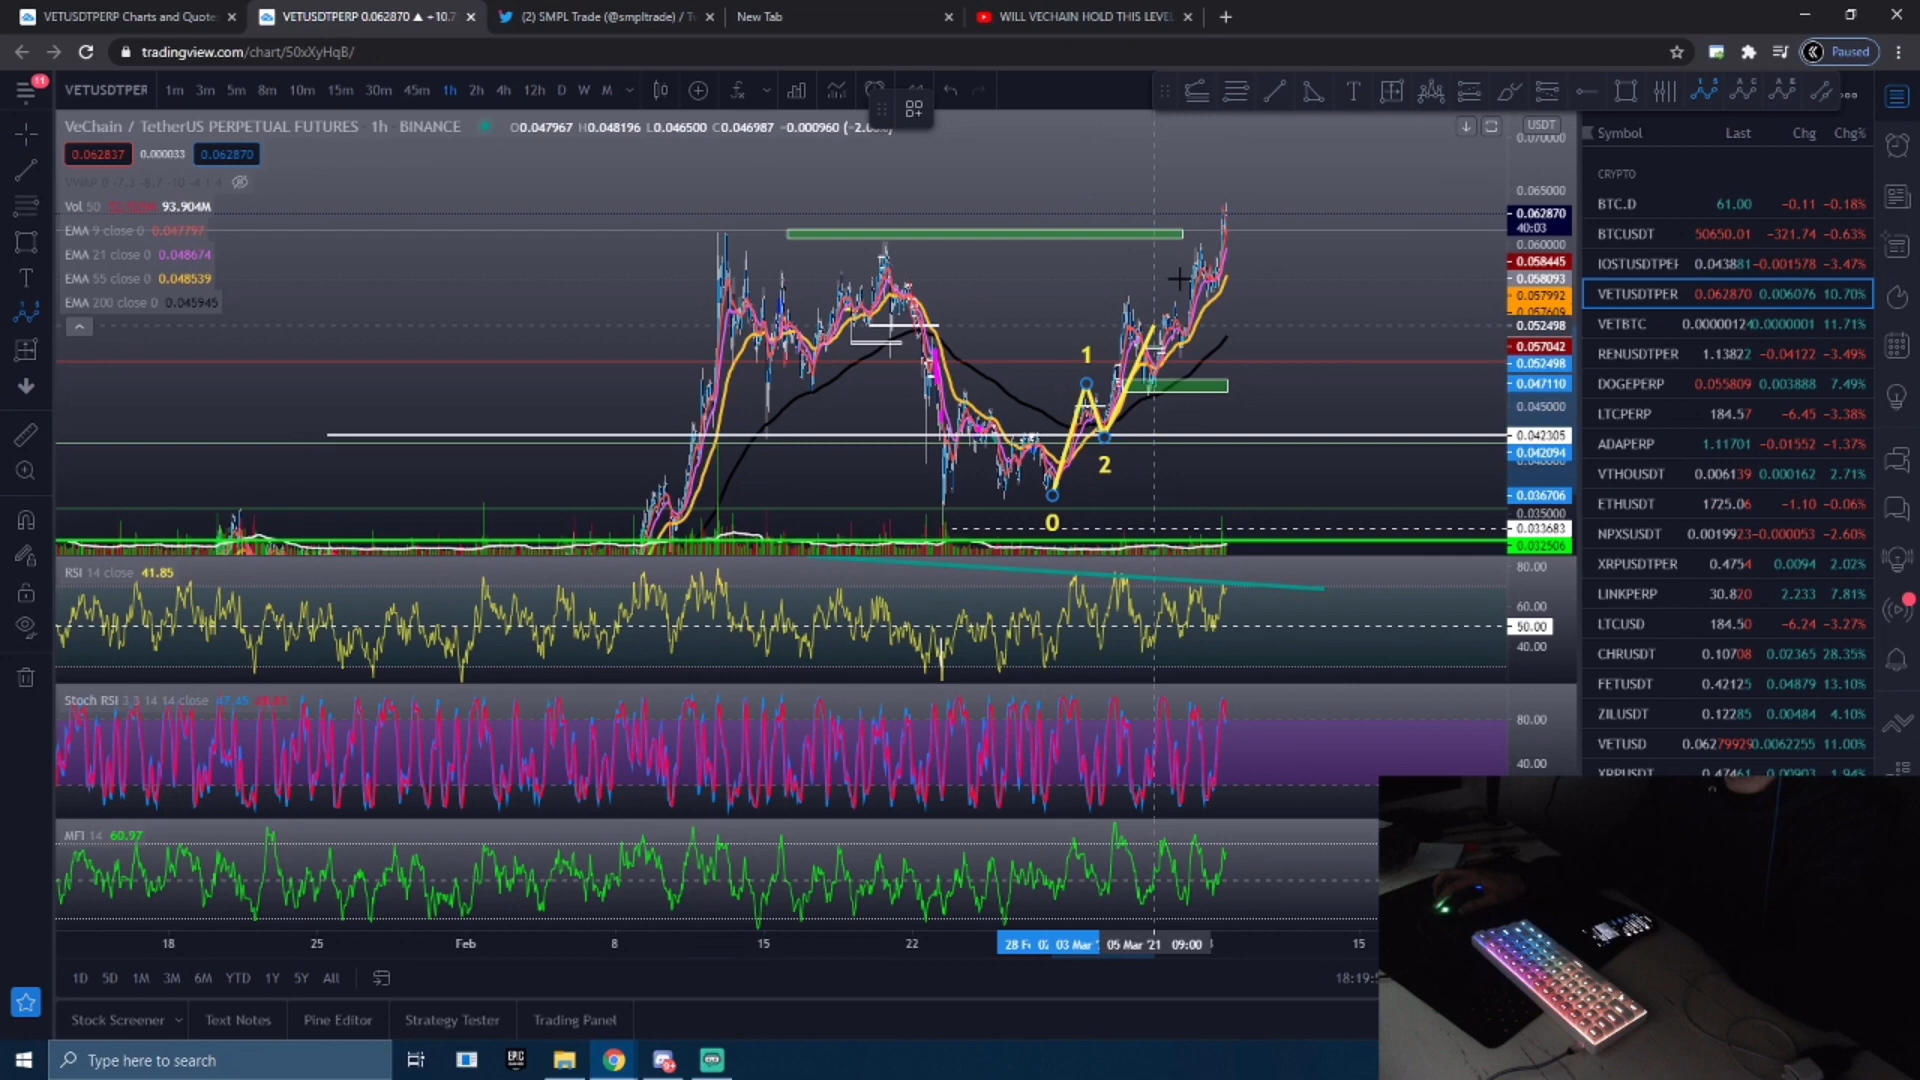 VETUSDTPERP Charts and Quote
VETUSDTPERP 0.062870 ▲ +10.7
(2) SMPL Trade (@smpltrade) / Tw
New Tab
WILL VECHAIN HOLD THIS LEVEL
tradingview.com/chart/50xXyHqB/
Paused
11
VETUSDTPERP
1m 3m 5m 8m 10m 15m 30m 45m 1h 2h 4h 12h D W M
VeChain / TetherUS PERPETUAL FUTURES · 1h · BINANCE
O0.047967 H0.048196 L0.046500 C0.046987 -0.000960
0.062837 0.000033 0.062870
VWAP
Vol 50 93.904M
EMA 9 close 0 0.047797
EMA 21 close 0 0.048674
EMA 55 close 0 0.048539
EMA 200 close 0 0.045945
1
2
0
USDT
0.070000
0.065000
0.062870
40:03
0.060000
0.058445
0.058093
0.057992
0.052498
0.057042
0.052498
0.047110
0.045000
0.042305
0.042094
0.036706
0.035000
0.033683
0.032506
RSI 14 close 41.85
80.00
60.00
50.00
40.00
Stoch RSI 3 3 14 14 close 47.45
80.00
40.00
MFI 14 60.97
18 25 Feb 8 15 22
03 Mar
05 Mar '21 09:00
15
1D 5D 1M 3M 6M YTD 1Y 5Y All
Stock Screener
Text Notes
Pine Editor
Strategy Tester
Trading Panel
Type here to search
EPIC GAMES
Symbol Last Chg Chg%
CRYPTO
BTC.D 61.00 -0.11 -0.18%
BTCUSDT 50650.01 -321.74 -0.63%
IOSTUSDTPEF 0.043881 -0.001578 -3.47%
VETUSDTPERP 0.062870 0.006076 10.70%
VETBTC 0.0000012 40.0000001 11.71%
RENUSDTPER 1.13822 -0.04122 -3.49%
DOGEPERP 0.055809 0.003888 7.49%
LTCPERP 184.57 -6.45 -3.38%
ADAPERP 1.11701 -0.01552 -1.37%
VTHOUSDT 0.006139 0.000162 2.71%
ETHUSDT 1725.06 -1.10 -0.06%
NPXSUSDT 0.0019923 -0.000053 -2.60%
XRPUSDTPER 0.4754 0.0094 2.02%
LINKPERP 30.820 2.233 7.81%
LTCUSD 184.50 -6.24 -3.27%
CHRUSDT 0.10708 0.02365 28.35%
FETUSDT 0.42125 0.04879 13.10%
ZILUSDT 0.12285 0.00484 4.10%
VETUSD 0.06279929 0.0062255 11.00%
XRPUSDT 0.47461 0.00903 1.94%